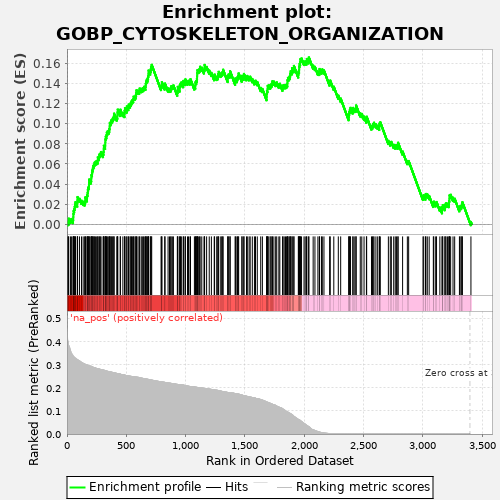 Enrichment plot:
GOBP_CYTOSKELETON_ORGANIZATION
Enrichment score (ES)
0.16
0.14
0.12
0.10
0.08
0.06
0.04
0.02
0.00
'na_pos' (positively correlated)
Ranked list metric (PreRanked)
0.5
0.4
0.3
0.2
0.1
0.0
Zero cross at
0
500
1,000
1,500
2,000
2,500
3,000
3,500
Rank in Ordered Dataset
Enrichment profile
Hits
Ranking metric scores